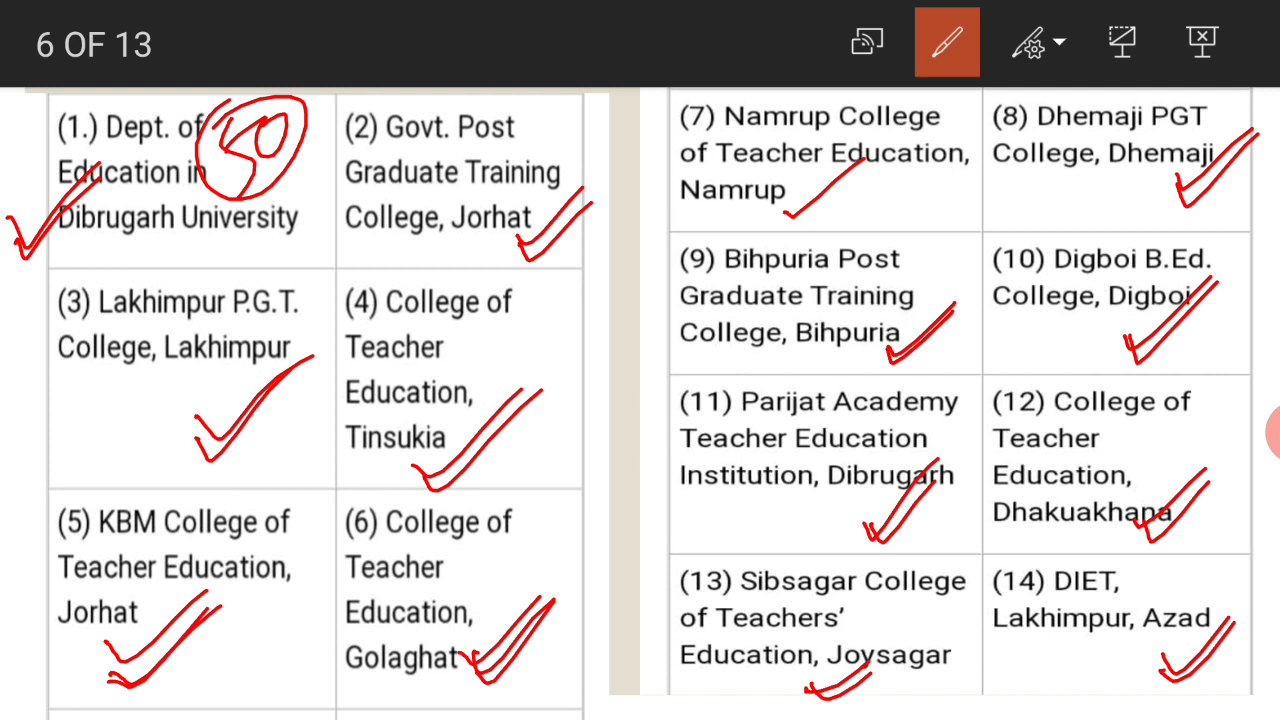 6 OF 13
(1.) Dept. of
Education in
Dibrugarh University
50
(2) Govt. Post
Graduate Training
College, Jorhat
(3) Lakhimpur P.G.T.
College, Lakhimpur
(4) College of
Teacher
Education,
Tinsukia
(5) KBM College of
Teacher Education,
Jorhat
(6) College of
Teacher
Education,
Golaghat
(7) Namrup College
of Teacher Education,
Namrup
(8) Dhemaji PGT
College, Dhemaji
(9) Bihpuria Post
Graduate Training
College, Bihpuria
(10) Digboi B.Ed.
College, Digboi
(11) Parijat Academy
Teacher Education
Institution, Dibrugarh
(12) College of
Teacher
Education,
Dhakuakhana
(13) Sibsagar College
of Teachers’
Education, Joysagar
(14) DIET,
Lakhimpur, Azad